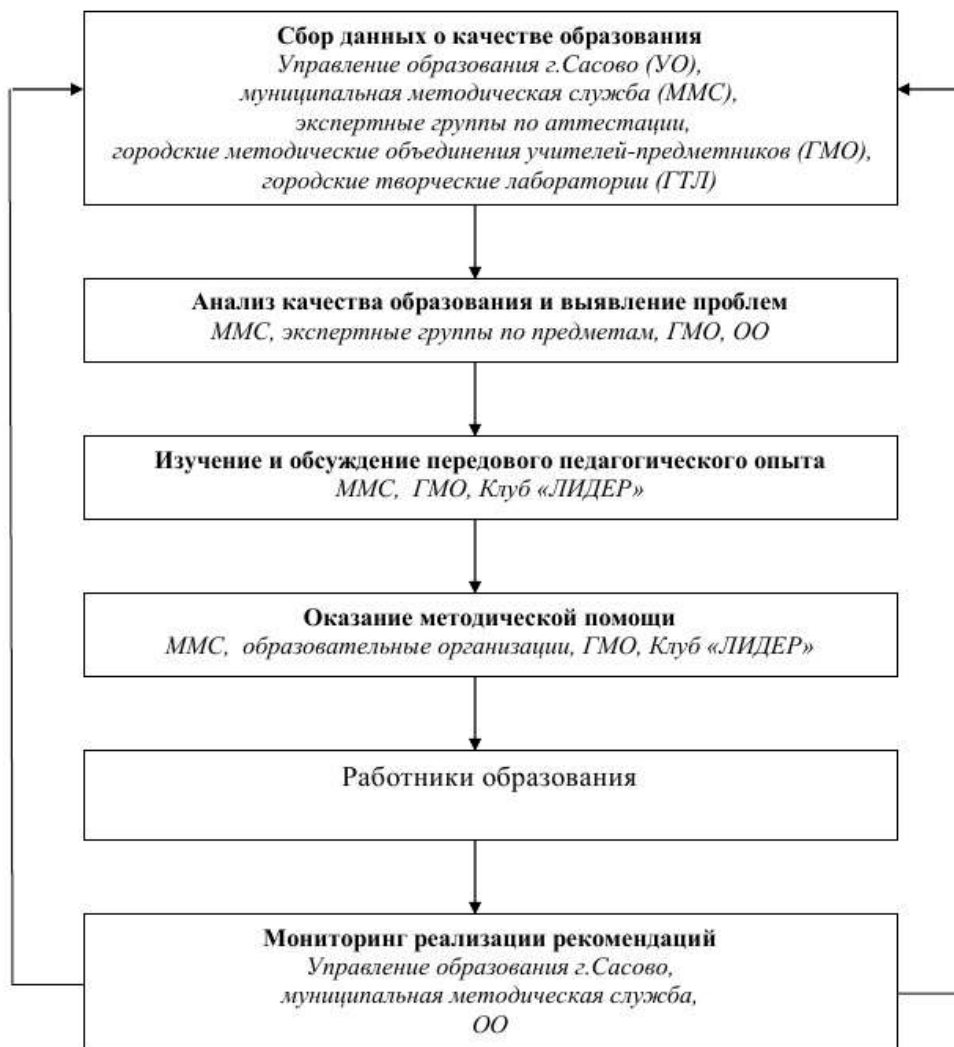 Сбор данных о качестве образования
Управление образования г.Сасово (УО),
муниципальная методическая служба (ММС),
экспертные группы по аттестации,
городские методические объединения учителей-предметников (ГМО),
городские творческие лаборатории (ГТЛ)
Анализ качества образования и выявление проблем
ММС, экспертные группы по предметам, ГМО, ОО
Изучение и обсуждение передового педагогического опыта
ММС, ГМО, Клуб «ЛИДЕР»
Оказание методической помощи
ММС, образовательные организации, ГМО, Клуб «ЛИДЕР»
Работники образования
Мониторинг реализации рекомендаций
Управление образования г.Сасово,
муниципальная методическая служба,
ОО